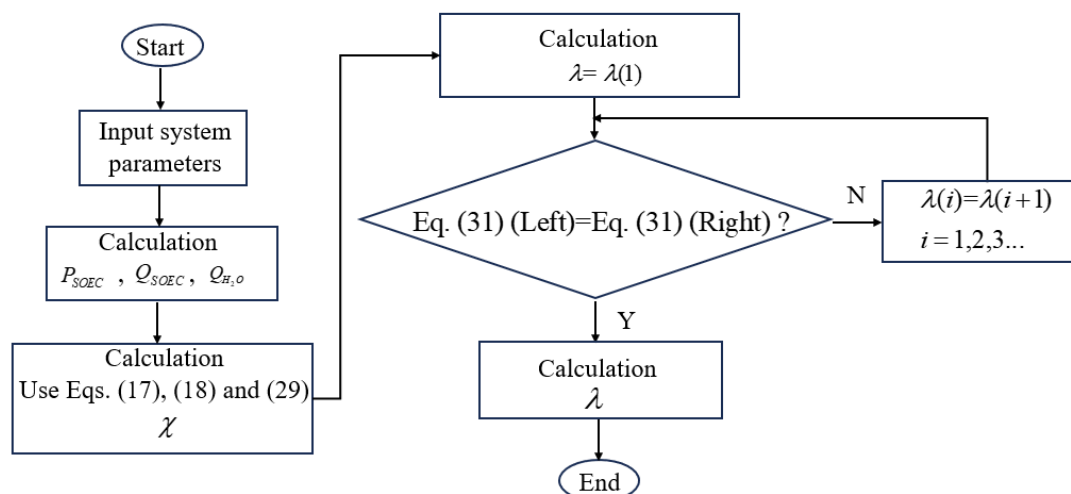 Start
Input system
parameters
Calculation
P_SOEC , Q_SOEC , Q_H₂O
Calculation
Use Eqs. (17), (18) and (29)
χ
Calculation
λ= λ(1)
Eq. (31) (Left)=Eq. (31) (Right) ?
N
λ(i)=λ(i+1)
i = 1,2,3...
Y
Calculation
λ
End